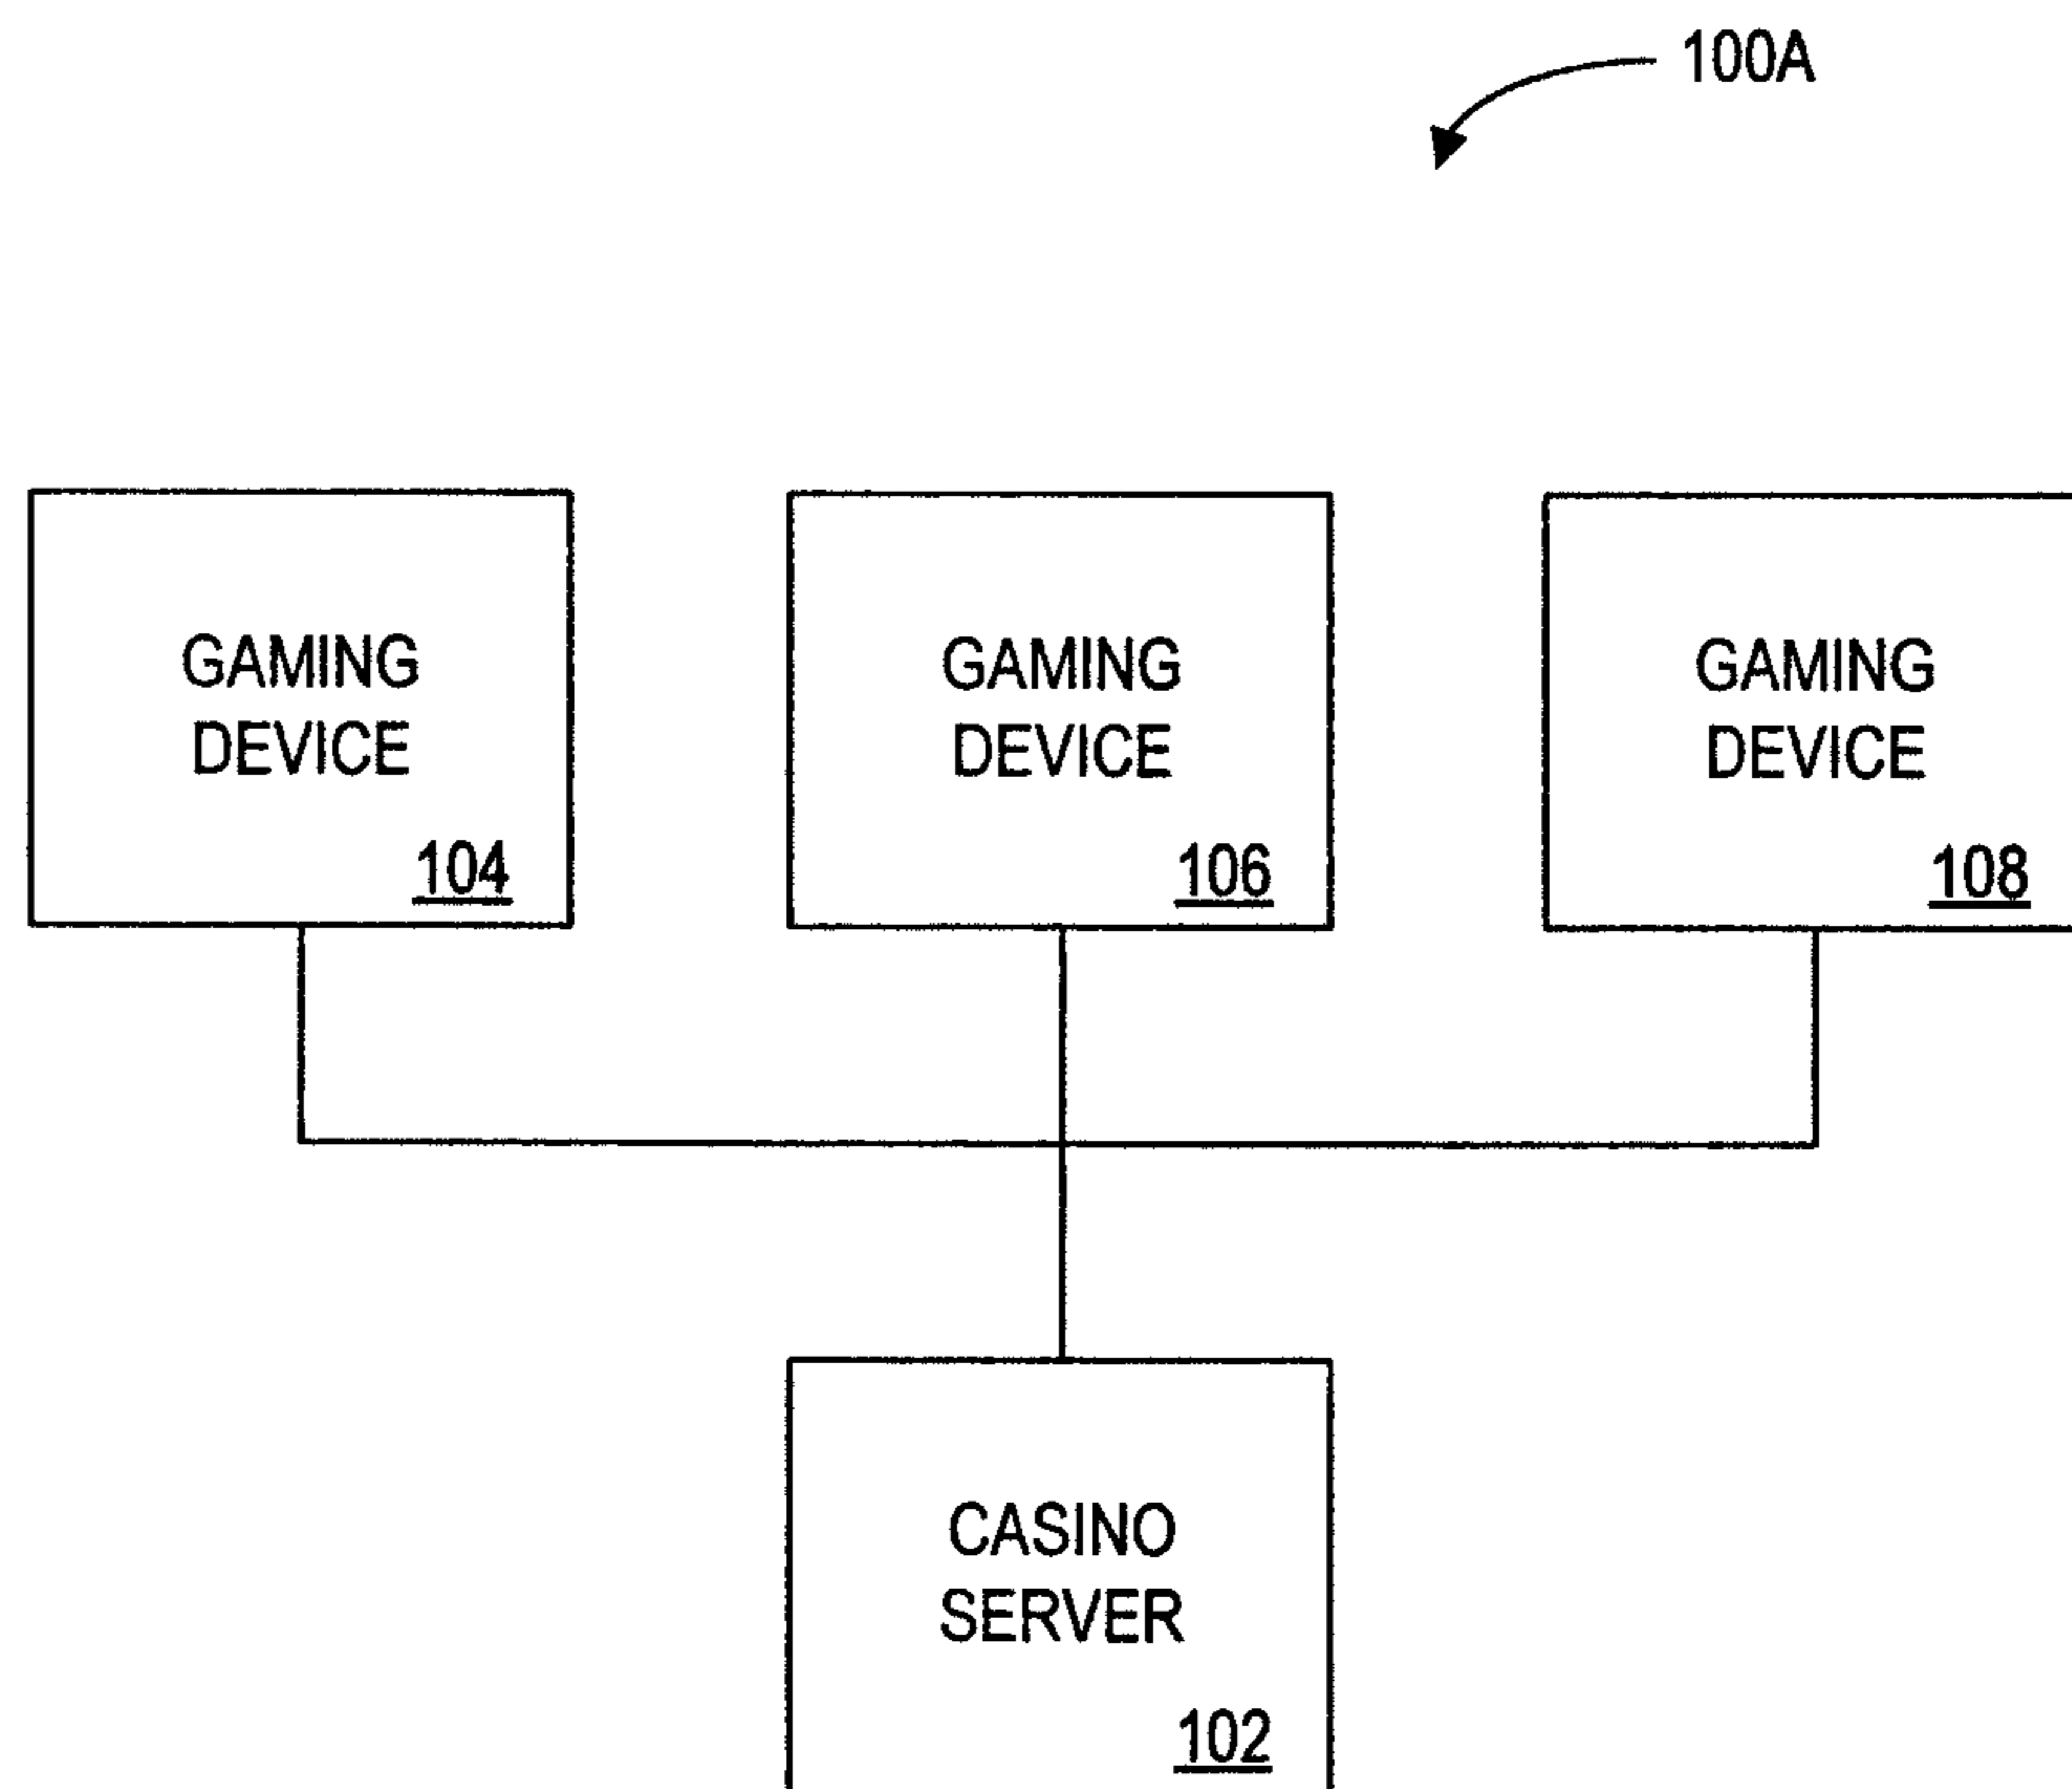 100A
GAMING
DEVICE
104
GAMING
DEVICE
106
GAMING
DEVICE
108
CASINO
SERVER
102